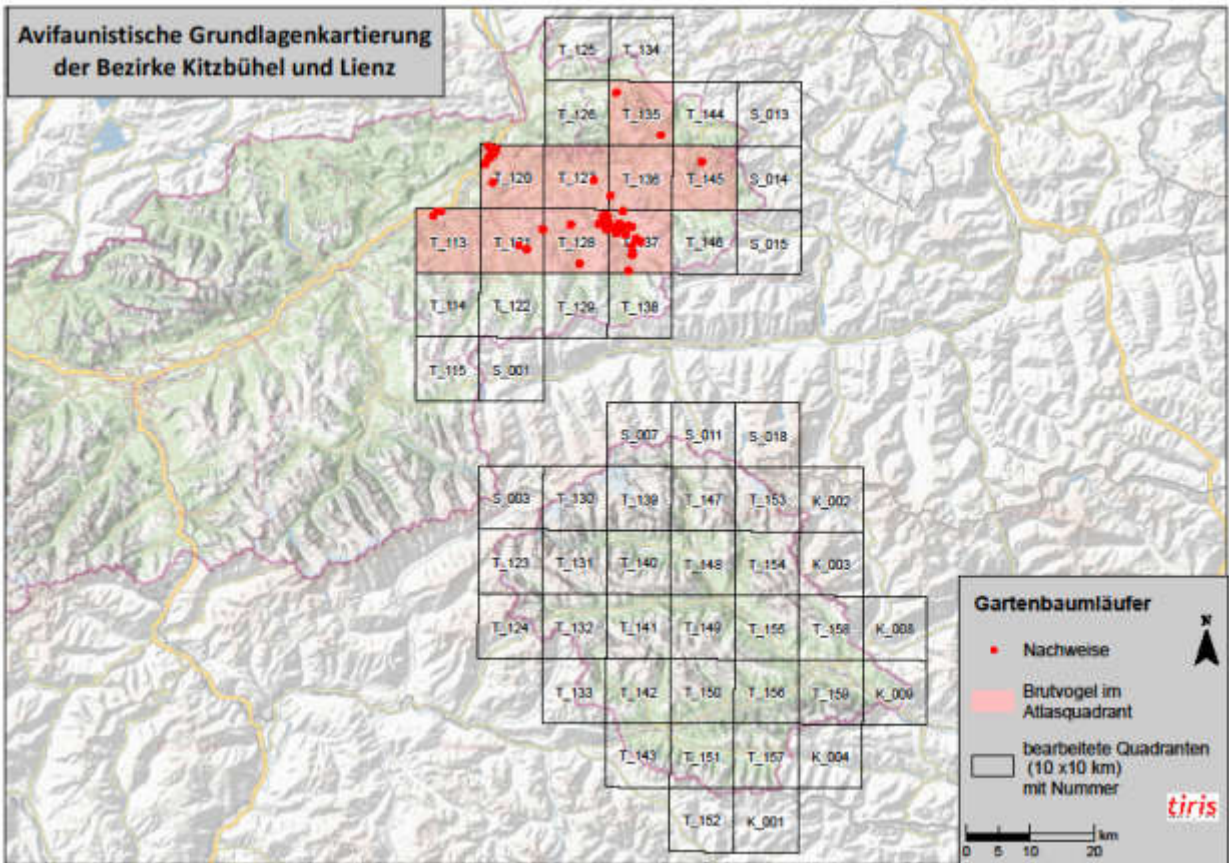 Avifaunistische Grundlagenkartierung
der Bezirke Kitzbühel und Lienz
T_125 T_134
T_126 T_135 T_144 S_013
T_120 T_127 T_136 T_145 S_014
T_113 T_121 T_128 T_137 T_146 S_015
T_114 T_122 T_129 T_138
T_115 S_001
S_007 S_011 S_018
S_003 T_130 T_139 T_147 T_153 K_002
T_123 T_131 T_140 T_148 T_154 K_003
T_124 T_132 T_141 T_149 T_155 T_158 K_008
T_133 T_142 T_150 T_156 T_159 K_009
T_143 T_151 T_157 K_004
T_152 K_001
Gartenbaumläufer
N
Nachweise
Brutvogel im
Atlasquadrant
bearbeitete Quadranten
(10 x10 km)
mit Nummer
tiris
km
0 5 10 20